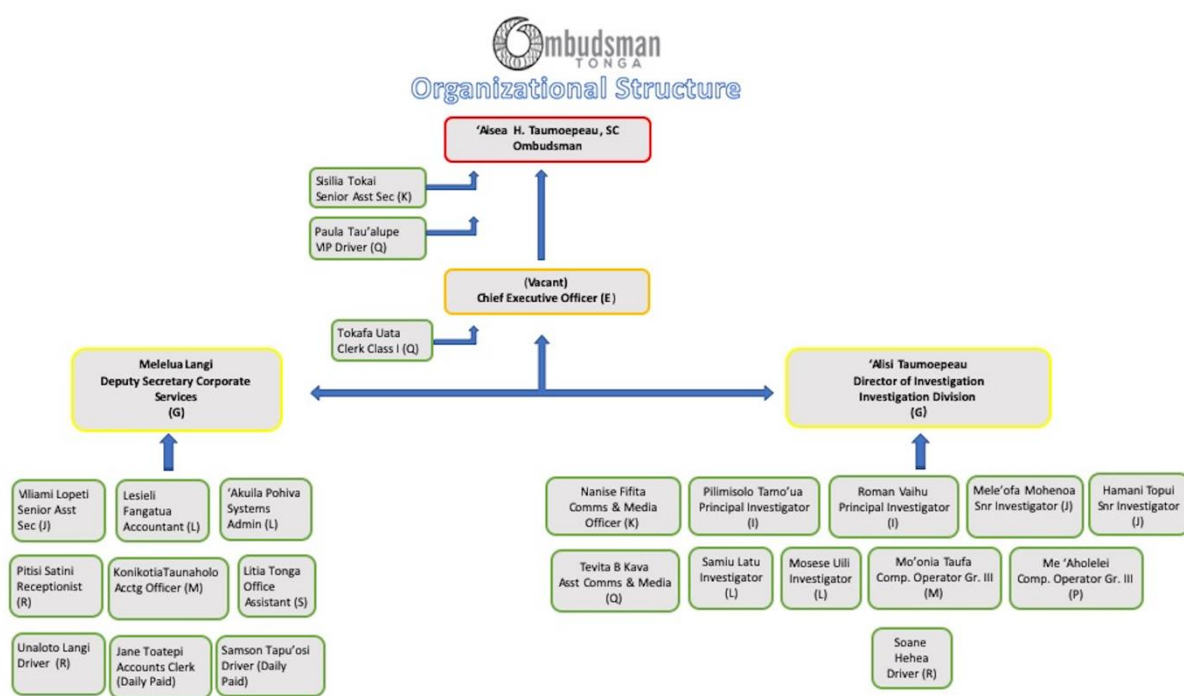 Ombudsman
TONGA
Organizational Structure
‘Aisea H. Taumoepeau, SC
Ombudsman
Sisilia Tokai
Senior Asst Sec (K)
Paula Tau’alupe
VIP Driver (Q)
(Vacant)
Chief Executive Officer (E)
Tokafa Uata
Clerk Class I (Q)
Melelua Langi
Deputy Secretary Corporate
Services
(G)
‘Alisi Taumoepeau
Director of Investigation
Investigation Division
(G)
Viliami Lopeti
Senior Asst
Sec (J)
Lesieli
Fangatua
Accountant (L)
‘Akuila Pohiva
Systems
Admin (L)
Nanise Fifita
Comms & Media
Officer (K)
Pilimisolo Tamo’ua
Principal Investigator
(I)
Roman Vaihu
Principal Investigator
(I)
Mele’ofa Mohenoa
Snr Investigator (J)
Hamani Topui
Snr Investigator
(J)
Pitisi Satini
Receptionist
(R)
KonikotiaTaunaholo
Acctg Officer (M)
Litia Tonga
Office
Assistant (S)
Tevita B Kava
Asst Comms & Media
(Q)
Samiu Latu
Investigator
(L)
Mosese Uili
Investigator
(L)
Mo’onia Taufa
Comp. Operator Gr. III
(M)
Me ‘Aholelei
Comp. Operator Gr. III
(P)
Unaloto Langi
Driver (R)
Jane Toatepi
Accounts Clerk
(Daily Paid)
Samson Tapu’osi
Driver (Daily
Paid)
Soane
Hehea
Driver (R)